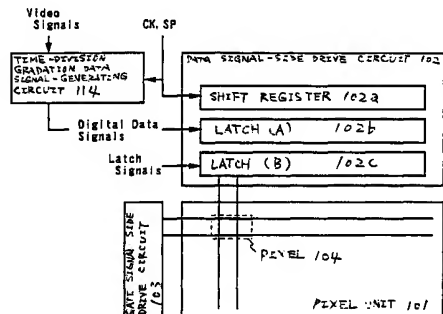 Video
Signals
CK, SP
TIME-DIVISION
GRADATION DATA
SIGNAL-GENERATING
CIRCUIT 114
DATA SIGNAL-SIDE DRIVE CIRCUIT 102
SHIFT REGISTER 102a
Digital Data
Signals
LATCH (A) 102b
Latch
Signals
LATCH (B) 102c
GATE SIGNAL SIDE
DRIVE CIRCUIT
103
PIXEL 104
PIXEL UNIT 101